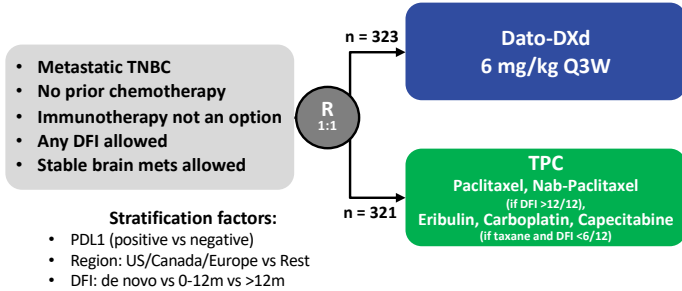 • Metastatic TNBC
• No prior chemotherapy
• Immunotherapy not an option
• Any DFI allowed
• Stable brain mets allowed
R
1:1
n = 323
Dato-DXd
6 mg/kg Q3W
n = 321
TPC
Paclitaxel, Nab-Paclitaxel
(if DFI >12/12),
Eribulin, Carboplatin, Capecitabine
(if taxane and DFI <6/12)
Stratification factors:
• PDL1 (positive vs negative)
• Region: US/Canada/Europe vs Rest
• DFI: de novo vs 0-12m vs >12m